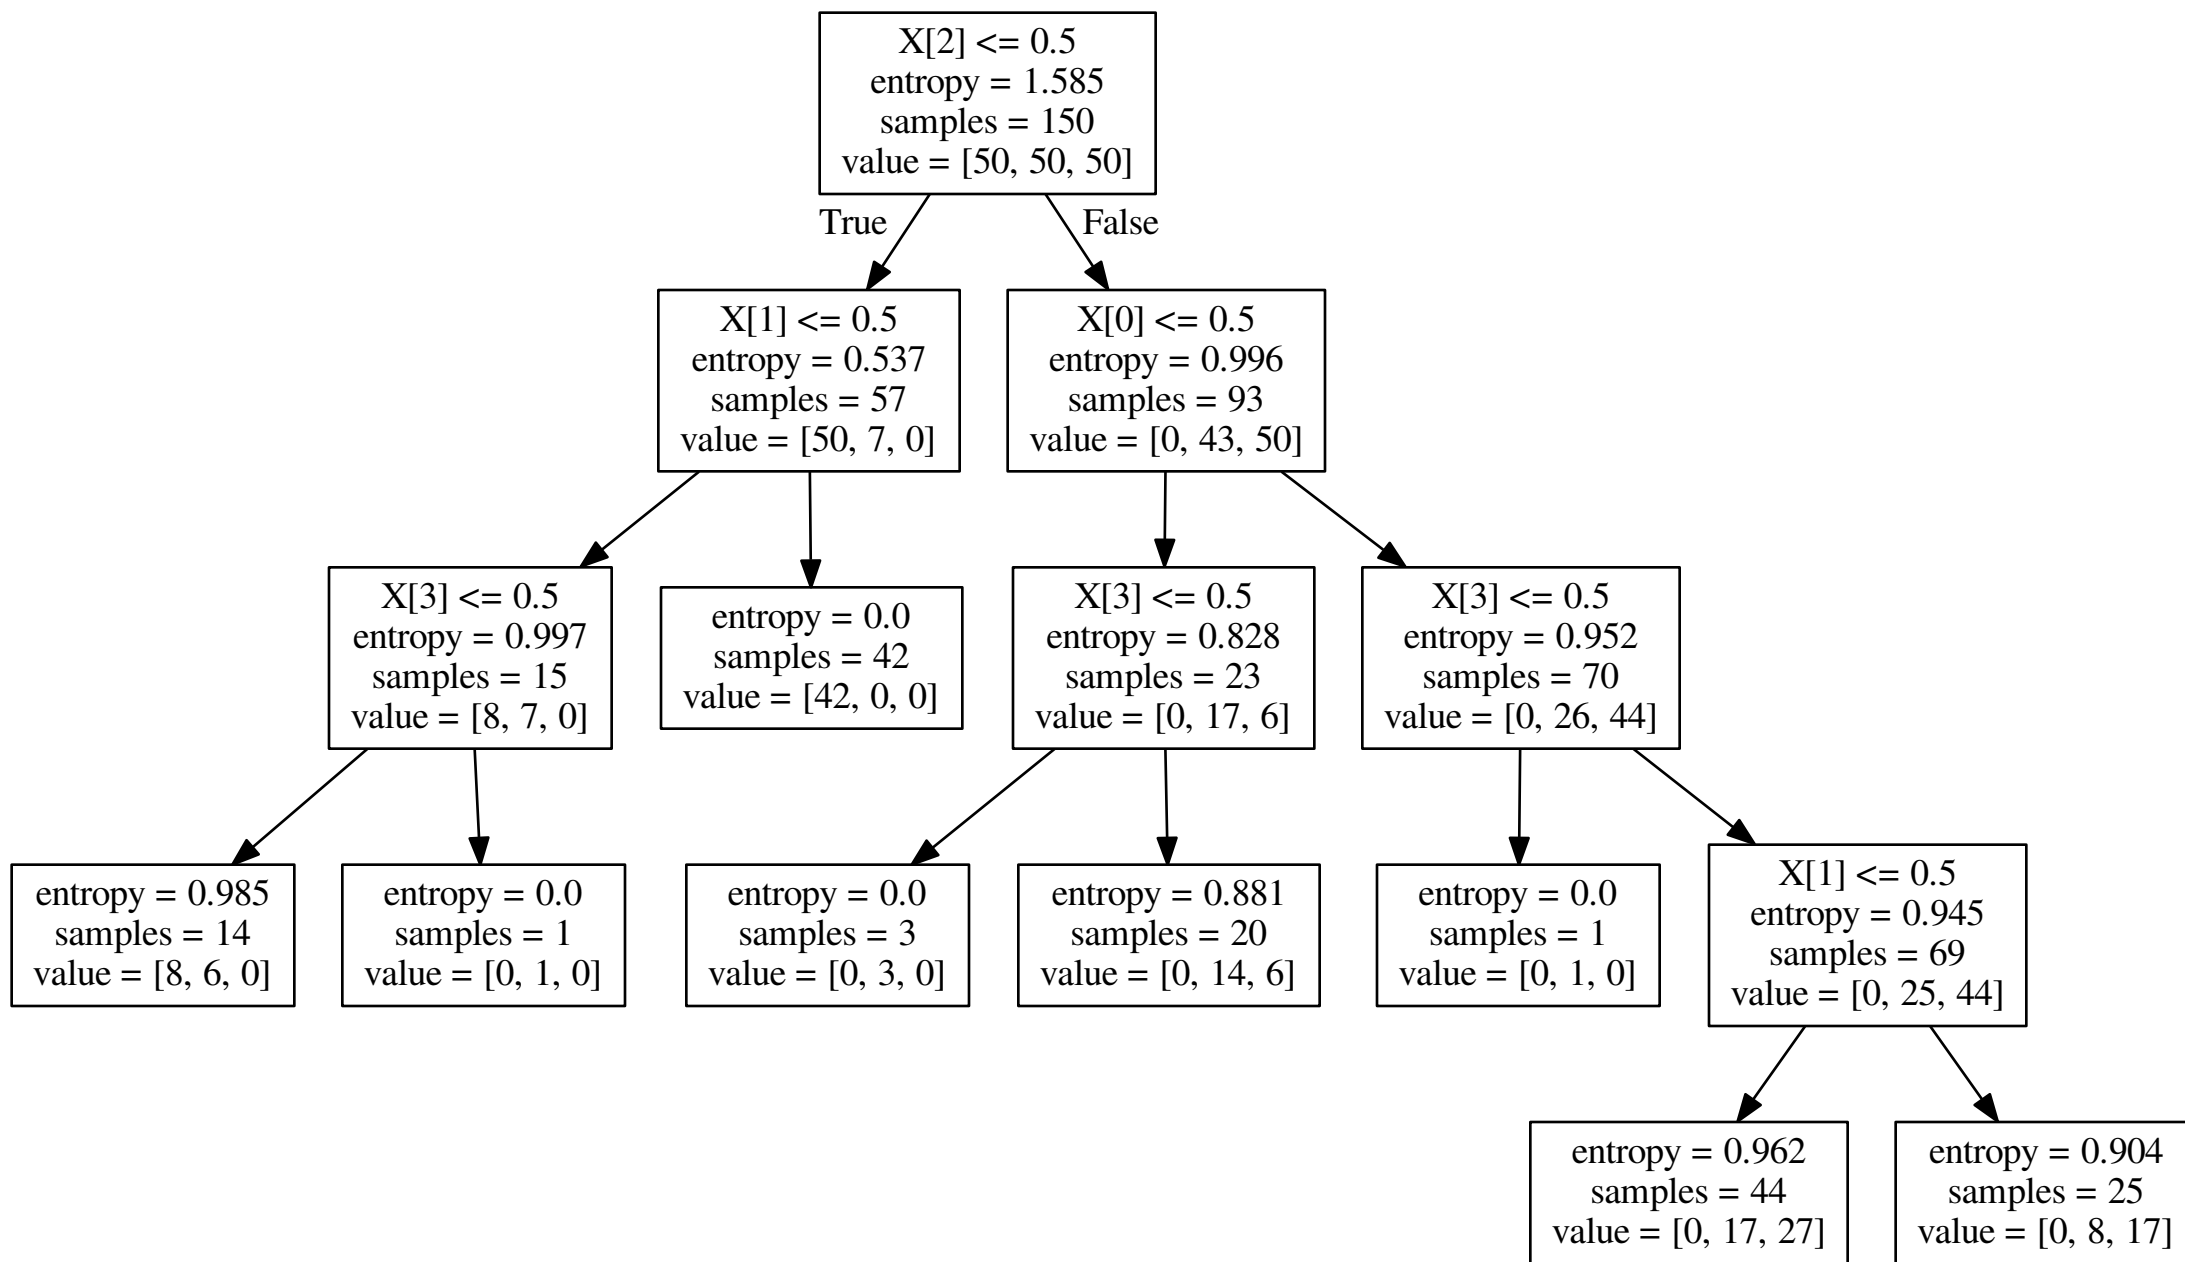 X[2] <= 0.5
entropy = 1.585
samples = 150
value = [50, 50, 50]
True
False
X[1] <= 0.5
entropy = 0.537
samples = 57
value = [50, 7, 0]
X[0] <= 0.5
entropy = 0.996
samples = 93
value = [0, 43, 50]
X[3] <= 0.5
entropy = 0.997
samples = 15
value = [8, 7, 0]
entropy = 0.0
samples = 42
value = [42, 0, 0]
X[3] <= 0.5
entropy = 0.828
samples = 23
value = [0, 17, 6]
X[3] <= 0.5
entropy = 0.952
samples = 70
value = [0, 26, 44]
entropy = 0.985
samples = 14
value = [8, 6, 0]
entropy = 0.0
samples = 1
value = [0, 1, 0]
entropy = 0.0
samples = 3
value = [0, 3, 0]
entropy = 0.881
samples = 20
value = [0, 14, 6]
entropy = 0.0
samples = 1
value = [0, 1, 0]
X[1] <= 0.5
entropy = 0.945
samples = 69
value = [0, 25, 44]
entropy = 0.962
samples = 44
value = [0, 17, 27]
entropy = 0.904
samples = 25
value = [0, 8, 17]